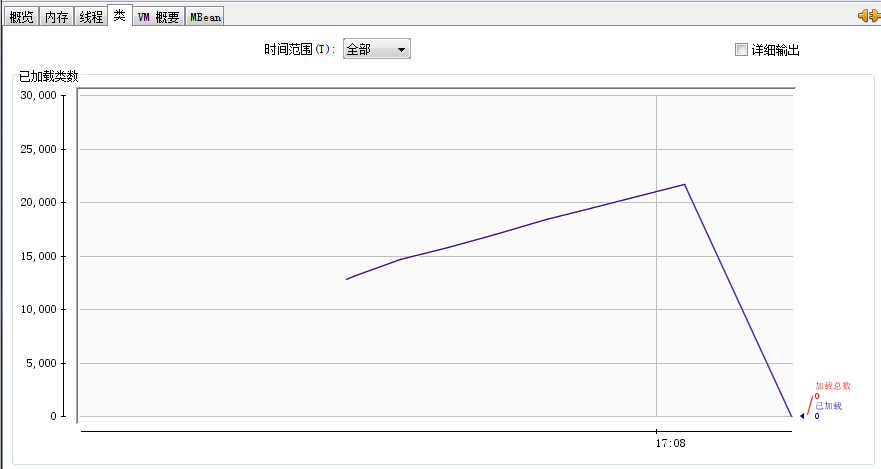 概览 内存 线程 类 VM 概要 MBean
时间范围(T): 全部 详细输出
已加载类数
30,000
25,000
20,000
15,000
10,000
5,000
加载总数
0
已加载
0 0
17:08